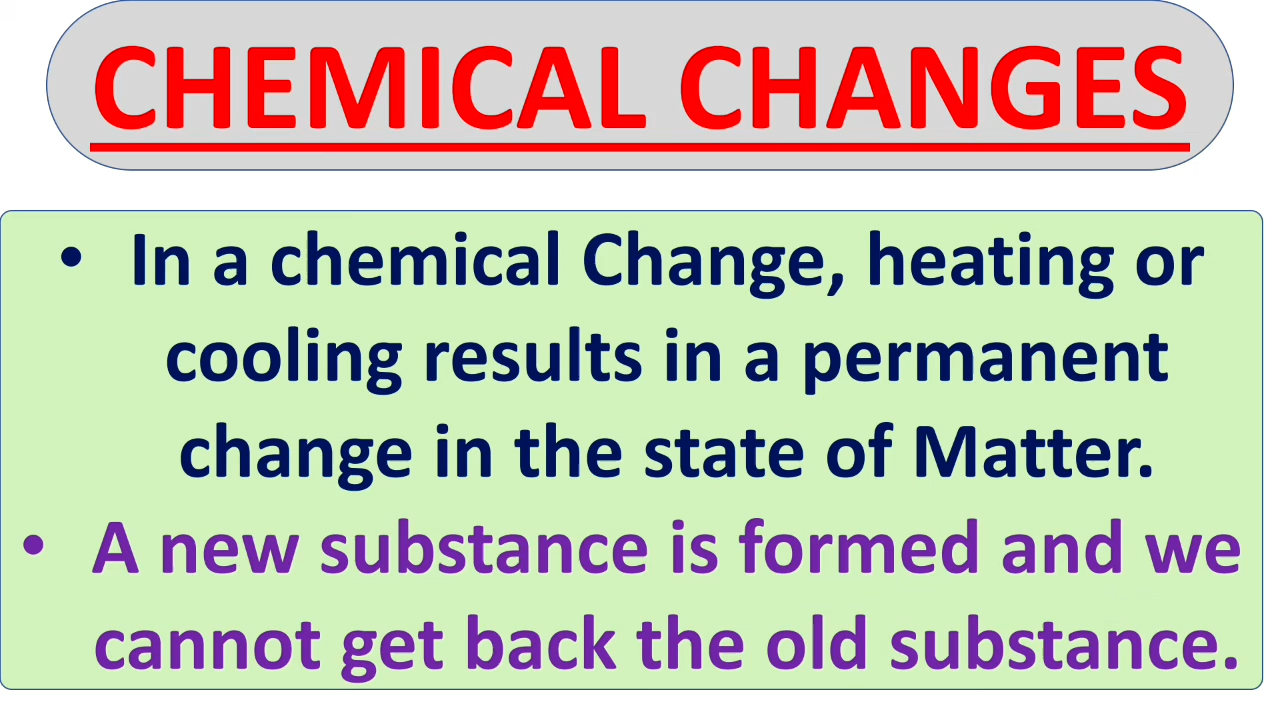 CHEMICAL CHANGES
• In a chemical Change, heating or
cooling results in a permanent
change in the state of Matter.
• A new substance is formed and we
cannot get back the old substance.